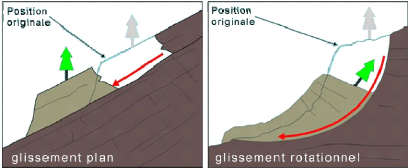 Position
originale
glissement plan
Position
originale
glissement rotationnel